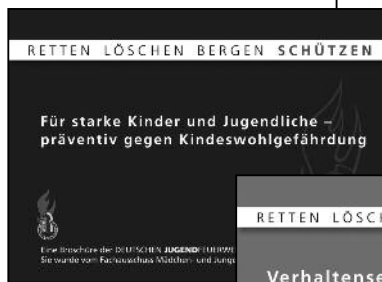 RETTEN LÖSCHEN BERGEN SCHÜTZEN
Für starke Kinder und Jugendliche –
präventiv gegen Kindeswohlgefährdung
Eine Broschüre der DEUTSCHEN JUGENDFEUERWE
Sie wurde vom Fachausschuss Mädchen- und Junge
RETTEN LÖSCH
Verhaltense